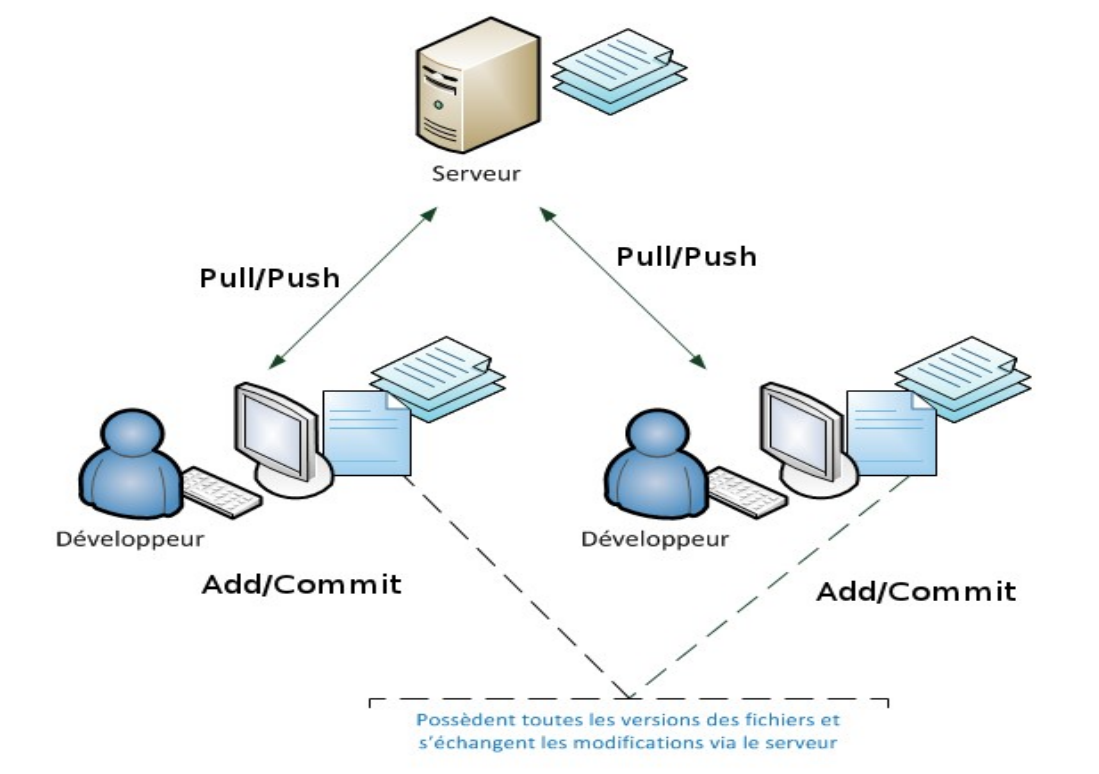 Serveur
Pull/Push
Pull/Push
Développeur
Développeur
Add/Commit
Add/Commit
Possèdent toutes les versions des fichiers et
s'échangent les modifications via le serveur